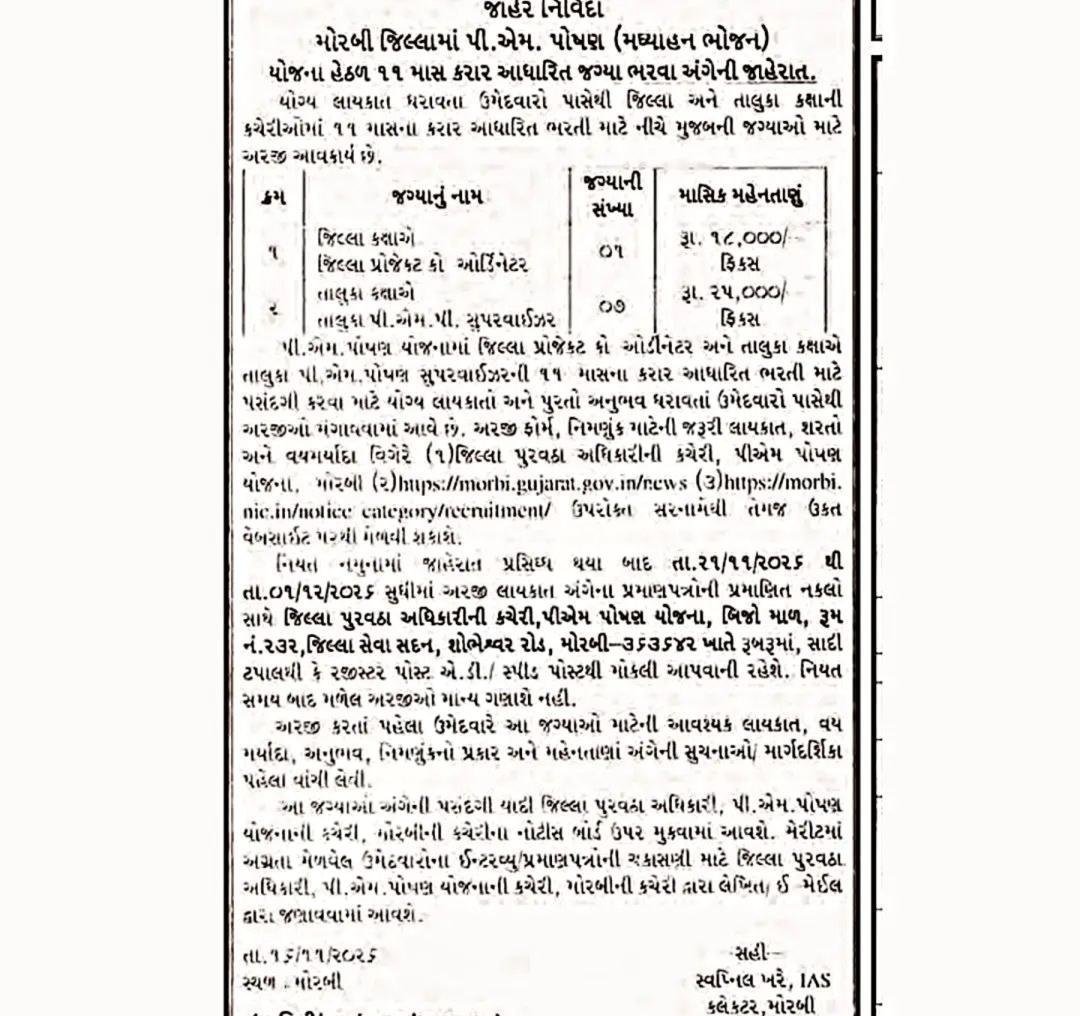 જાહેર નિવિદા
મોરબી જિલ્લામાં પી.એમ. પોષણ (મધ્યાહન ભોજન)
યોજના હેઠળ ૧૧ માસ કરાર આધારિત જગ્યા ભરવા અંગેની જાહેરાત.
યોગ્ય લાયકાત ધરાવતા ઉમેદવારો પાસેથી જિલ્લા અને તાલુકા કક્ષાની
કચેરીઓમાં ૧૧ માસના કરાર આધારિત ભરતી માટે નીચે મુજબની જગ્યાઓ માટે
અરજી આવકાર્ય છે.
ક્રમ જગ્યાનું નામ જગ્યાની સંખ્યા માસિક મહેનતાણું
૧ જિલ્લા કક્ષાએ ૦૧ રૂા. ૧૮,૦૦૦/-
જિલ્લા પ્રોજેકટ કો ઓર્ડિનેટર ફિકસ
૨ તાલુકા કક્ષાએ ૦૭ રૂા. ૨૫,૦૦૦/-
તાલુકા પી.એમ.પી. સુપરવાઈઝર ફિકસ
પી.એમ.પોષણ યોજનામાં જિલ્લા પ્રોજેકટ કો ઓર્ડીનેટર અને તાલુકા કક્ષાએ
તાલુકા પી.એમ.પોષણ સુપરવાઈઝરની ૧૧ માસના કરાર આધારિત ભરતી માટે
પસંદગી કરવા માટે યોગ્ય લાયકાતો અને પુરતો અનુભવ ધરાવતાં ઉમેદવારો પાસેથી
અરજીઓ મંગાવવામાં આવે છે. અરજી ફોર્મ, નિમણુંક માટેની જરૂરી લાયકાત, શરતો
અને વયમર્યાદા વિગેરે (૧)જિલ્લા પુરવઠા અધિકારીની કચેરી, પીએમ પોષણ
યોજના, મોરબી (૨)https://morbi.gujarat.gov.in/news (૩)https://morbi.
nic.in/notice category/recruitment/ ઉપરોક્ત સરનામેથી તેમજ ઉકત
વેબસાઈટ પરથી મેળવી શકાશે.
નિયત નમુનામાં જાહેરાત પ્રસિધ્ધ થયા બાદ તા.૨૧/૧૧/૨૦૨૬ થી
તા.૦૧/૧૨/૨૦૨૬ સુધીમાં અરજી લાયકાત અંગેના પ્રમાણપત્રોની પ્રમાણિત નકલો
સાથે જિલ્લા પુરવઠા અધિકારીની કચેરી,પીએમ પોષણ યોજના, બિજો માળ, રૂમ
નં.૨૩૨,જિલ્લા સેવા સદન, શોભેશ્વર રોડ, મોરબી-૩૬૩૬૪૨ ખાતે રૂબરૂમાં, સાદી
ટપાલથી કે રજીસ્ટર પોસ્ટ એ.ડી./ સ્પીડ પોસ્ટથી મોકલી આપવાની રહેશે. નિયત
સમય બાદ મળેલ અરજીઓ માન્ય ગણાશે નહી.
અરજી કરતાં પહેલા ઉમેદવારે આ જગ્યાઓ માટેની આવશ્યક લાયકાત, વય
મર્યાદા, અનુભવ, નિમણુંકનો પ્રકાર અને મહેનતાણાં અંગેની સુચનાઓ/ માર્ગદર્શિકા
પહેલા વાંચી લેવી.
આ જગ્યાઓ અંગેની પસંદગી યાદી જિલ્લા પુરવઠા અધિકારી, પી.એમ.પોષણ
યોજનાની કચેરી, મોરબીની કચેરીના નોટીસ બોર્ડ ઉપર મુકવામાં આવશે. મેરીટમાં
અગ્રતા મેળવેલ ઉમેદવારોના ઈન્ટરવ્યુ/પ્રમાણપત્રોની ચકાસણી માટે જિલ્લા પુરવઠા
અધિકારી, પી.એમ.પોષણ યોજનાની કચેરી, મોરબીની કચેરી દ્વારા લેખિત/ ઈ મેઈલ
દ્વારા જણાવવામાં આવશે.
તા.૧૬/૧૧/૨૦૨૬ -સહી-
સ્થળ . મોરબી સ્વપ્નિલ ખરે, IAS
કલેકટર,મોરબી